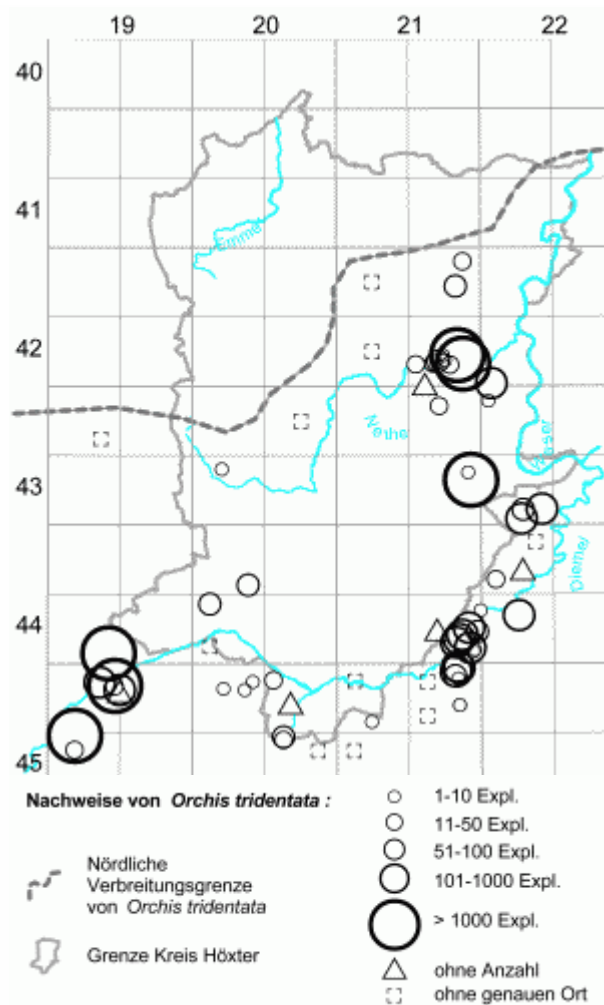 19 20 21 22
40
41
Emmer
42
Nethe
Weser
43
Diemel
44
45
Nachweise von Orchis tridentata :
Nördliche
Verbreitungsgrenze
von Orchis tridentata
Grenze Kreis Höxter
1-10 Expl.
11-50 Expl.
51-100 Expl.
101-1000 Expl.
> 1000 Expl.
ohne Anzahl
ohne genauen Ort